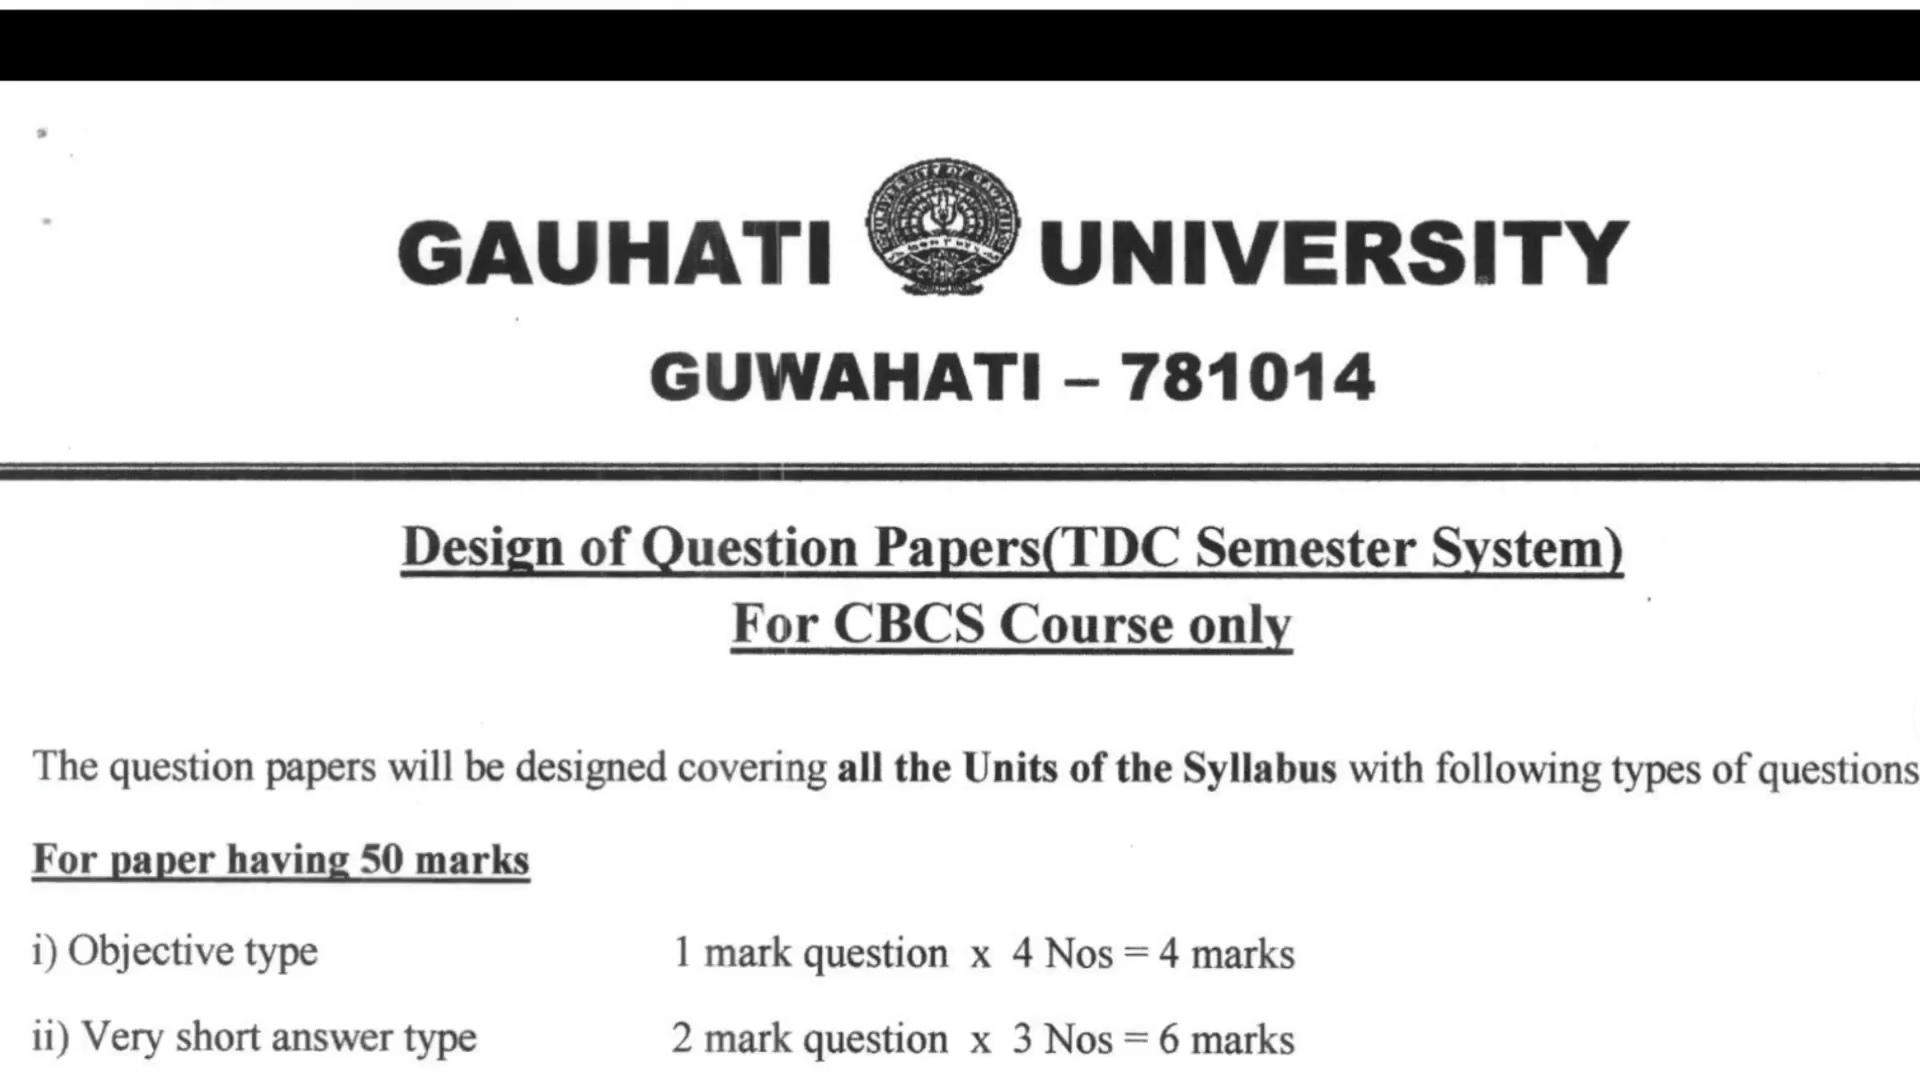 GAUHATI UNIVERSITY
GUWAHATI – 781014
Design of Question Papers(TDC Semester System)
For CBCS Course only
The question papers will be designed covering all the Units of the Syllabus with following types of questions
For paper having 50 marks
i) Objective type 1 mark question x 4 Nos = 4 marks
ii) Very short answer type 2 mark question x 3 Nos = 6 marks